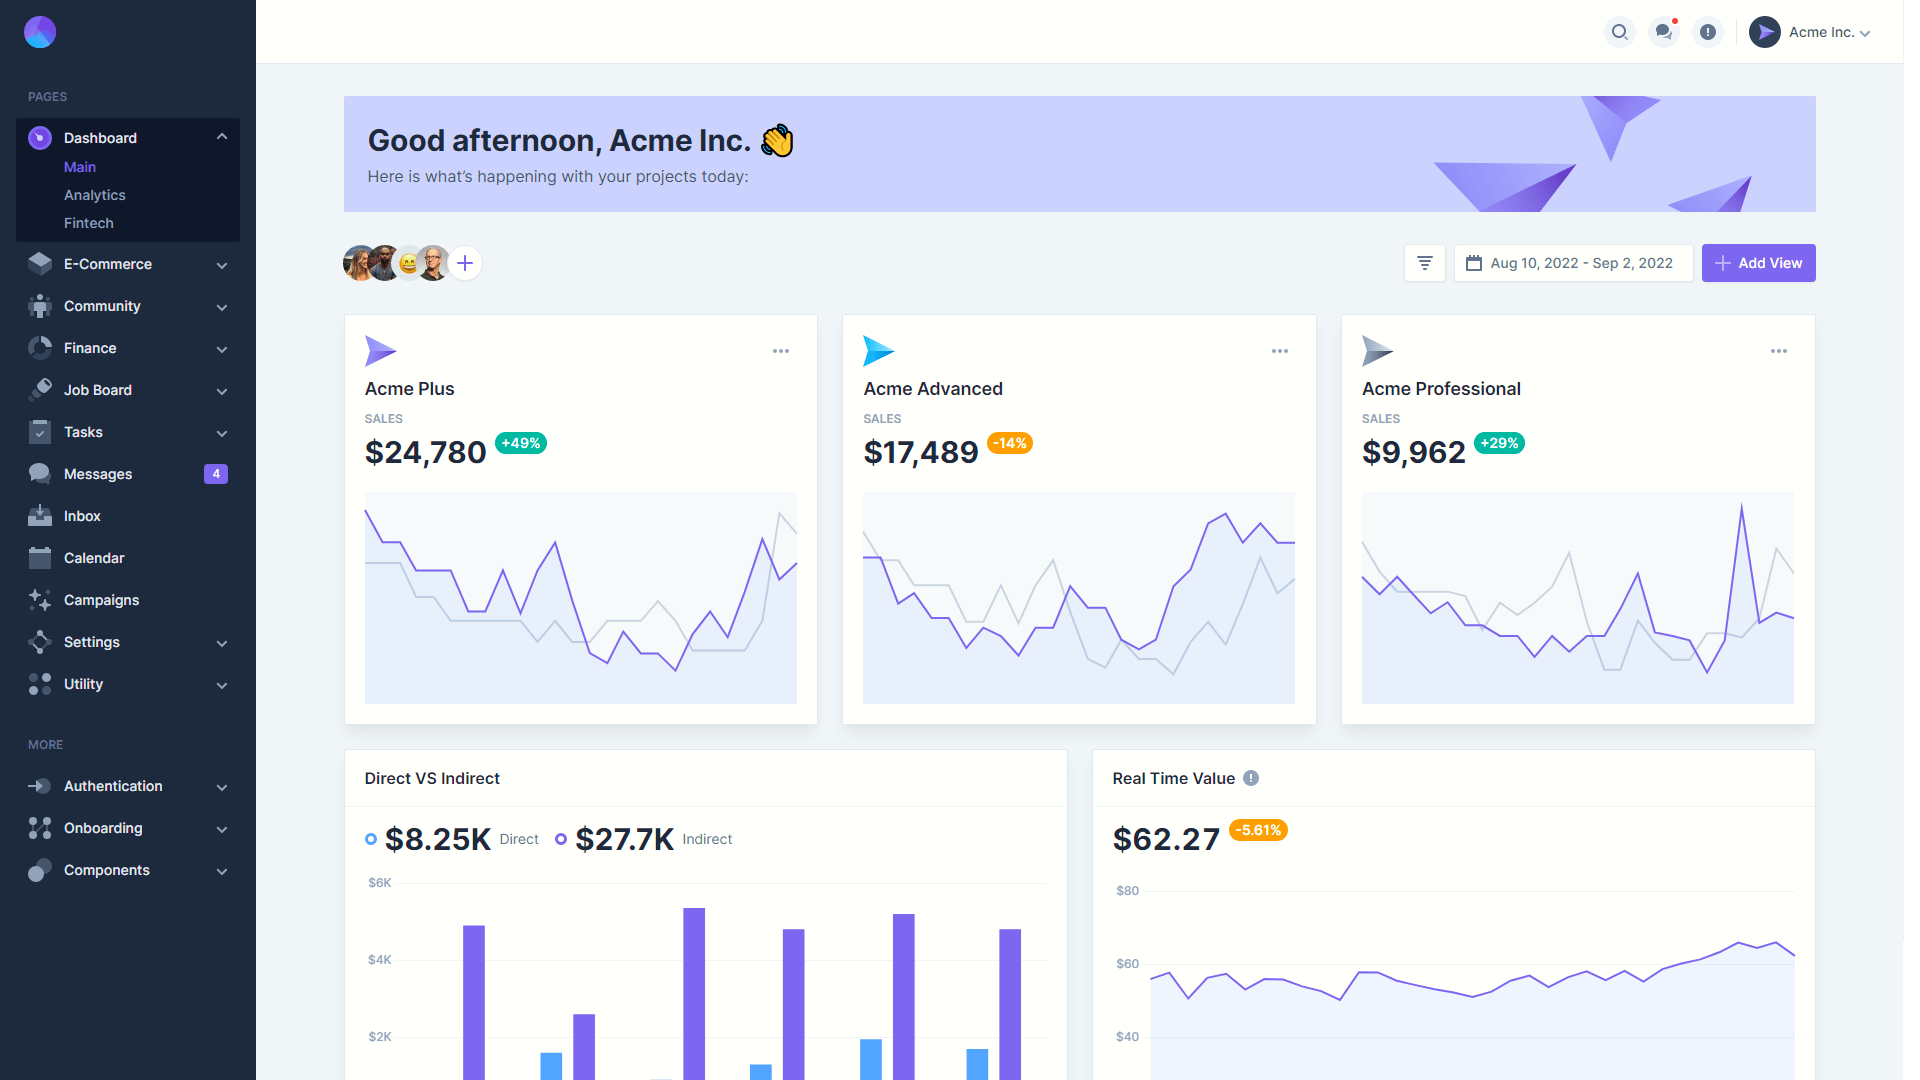 Acme Inc.
PAGES
Dashboard
Main
Analytics
Fintech
E-Commerce
Community
Finance
Job Board
Tasks
Messages
4
Inbox
Calendar
Campaigns
Settings
Utility
MORE
Authentication
Onboarding
Components
Good afternoon, Acme Inc. 👋
Here is what’s happening with your projects today:
Aug 10, 2022 - Sep 2, 2022
Add View
Acme Plus
SALES
$24,780 +49%
Acme Advanced
SALES
$17,489 -14%
Acme Professional
SALES
$9,962 +29%
Direct VS Indirect
$8.25K Direct $27.7K Indirect
$6K
$4K
$2K
Real Time Value
$62.27 -5.61%
$80
$60
$40